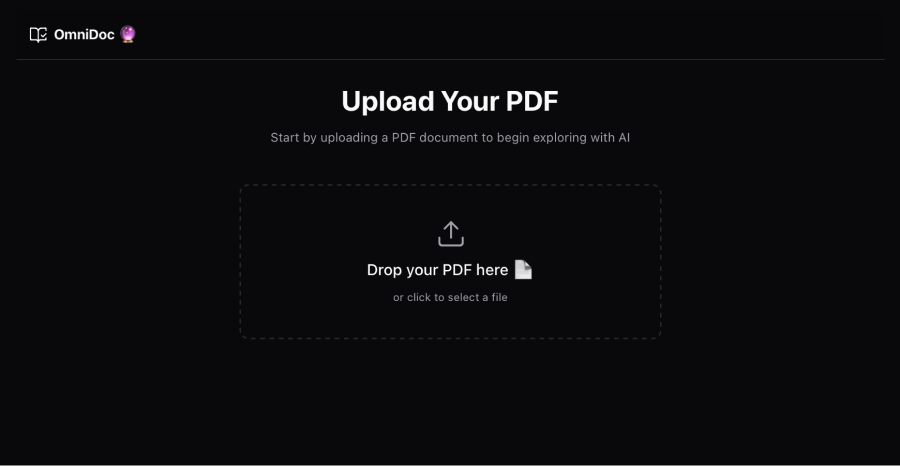 OmniDoc 🔮
Upload Your PDF
Start by uploading a PDF document to begin exploring with AI
Drop your PDF here 📄
or click to select a file